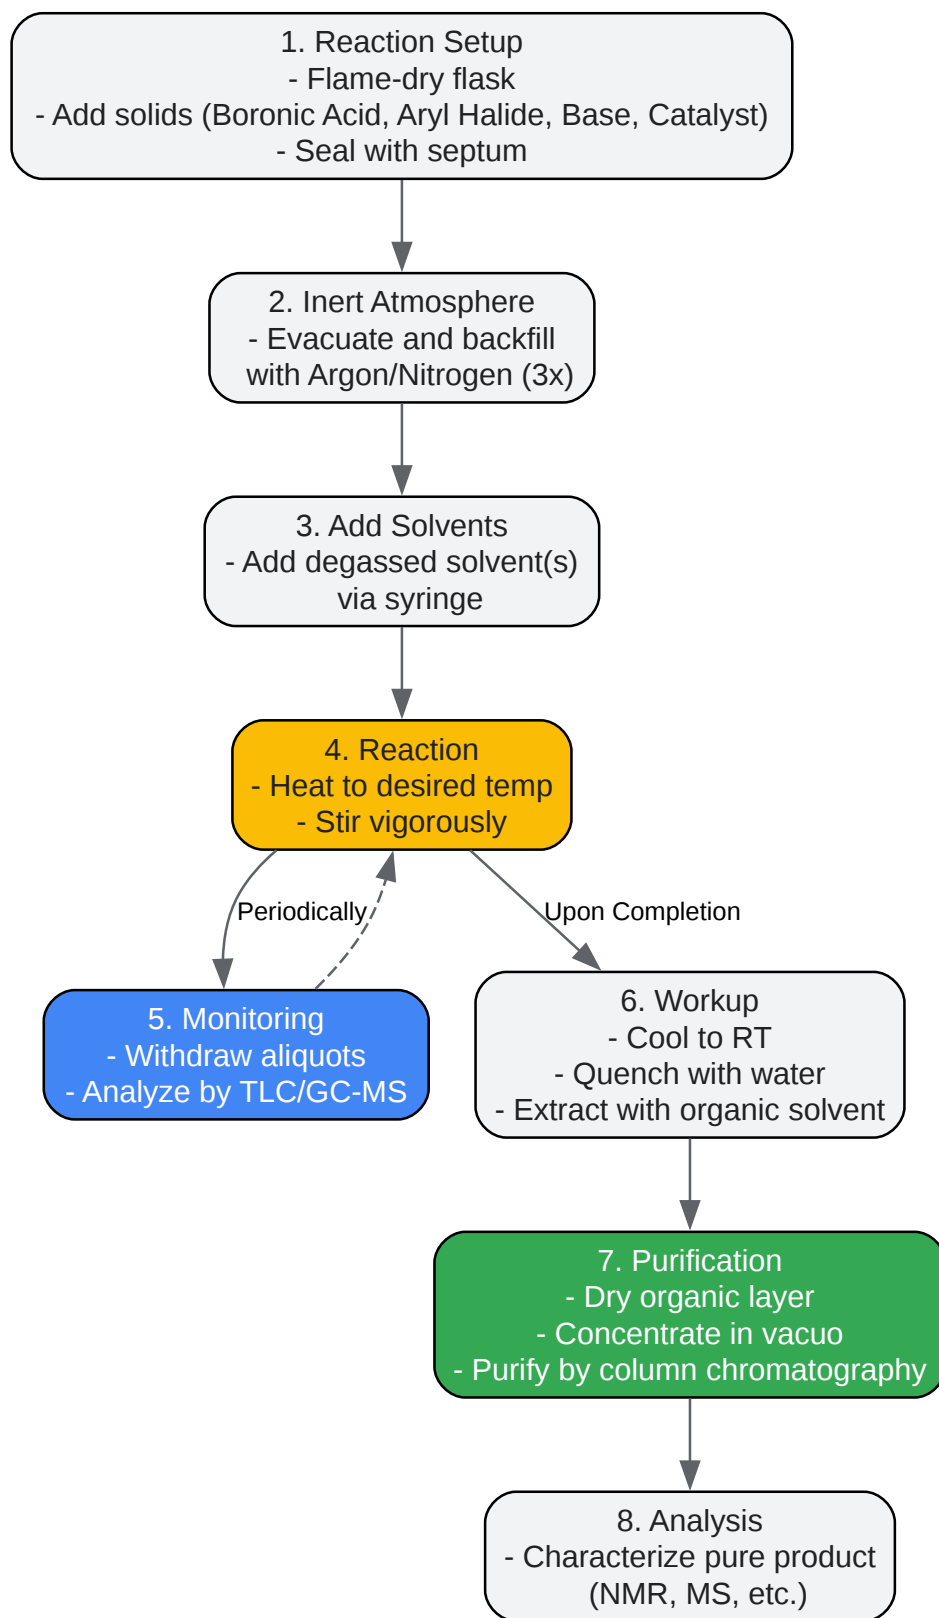 1. Reaction Setup
- Flame-dry flask
- Add solids (Boronic Acid, Aryl Halide, Base, Catalyst)
- Seal with septum
2. Inert Atmosphere
- Evacuate and backfill
with Argon/Nitrogen (3x)
3. Add Solvents
- Add degassed solvent(s)
via syringe
4. Reaction
- Heat to desired temp
- Stir vigorously
Periodically
Upon Completion
5. Monitoring
- Withdraw aliquots
- Analyze by TLC/GC-MS
6. Workup
- Cool to RT
- Quench with water
- Extract with organic solvent
7. Purification
- Dry organic layer
- Concentrate in vacuo
- Purify by column chromatography
8. Analysis
- Characterize pure product
(NMR, MS, etc.)